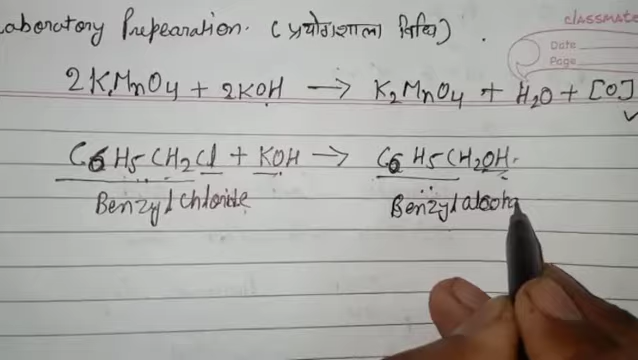 Laboratory Prepearation. (प्रयोगशाला विधि).
classmate
Date
Page
2KMnO4 + 2KOH → K2MnO4 + H2O + [O]
C6H5CH2Cl + KOH → C6H5CH2OH.
Benzyl chloride Benzyl alcoho